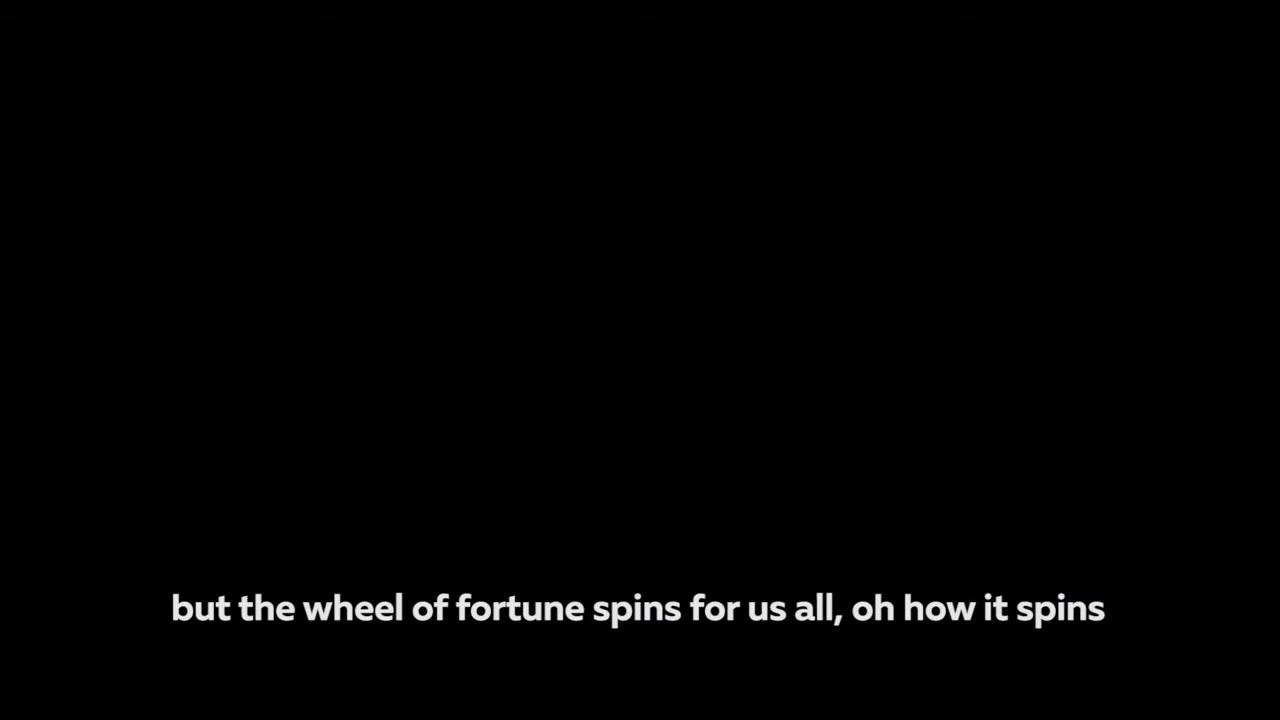 but the wheel of fortune spins for us all, oh how it spins